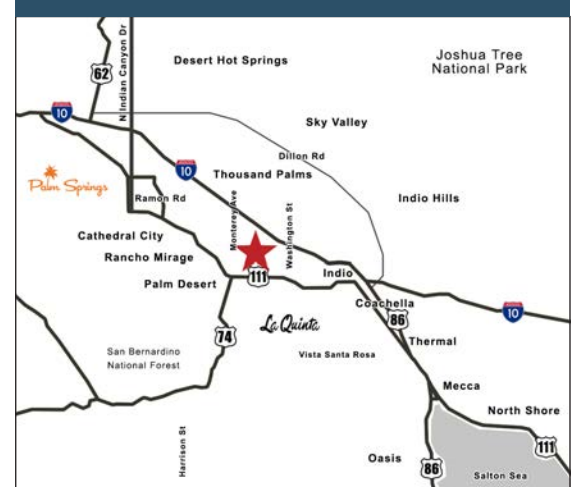 Desert Hot Springs
Joshua Tree
National Park
62
N Indian Canyon Dr
10
Sky Valley
Dillon Rd
10
Thousand Palms
Palm Springs
Ramon Rd
Indio Hills
Monterey Ave
Washington St
Cathedral City
Rancho Mirage
Indio
111
Palm Desert
Coachella
10
86
La Quinta
74
Thermal
San Bernardino
National Forest
Vista Santa Rosa
Mecca
North Shore
Harrison St
111
Oasis
86
Salton Sea